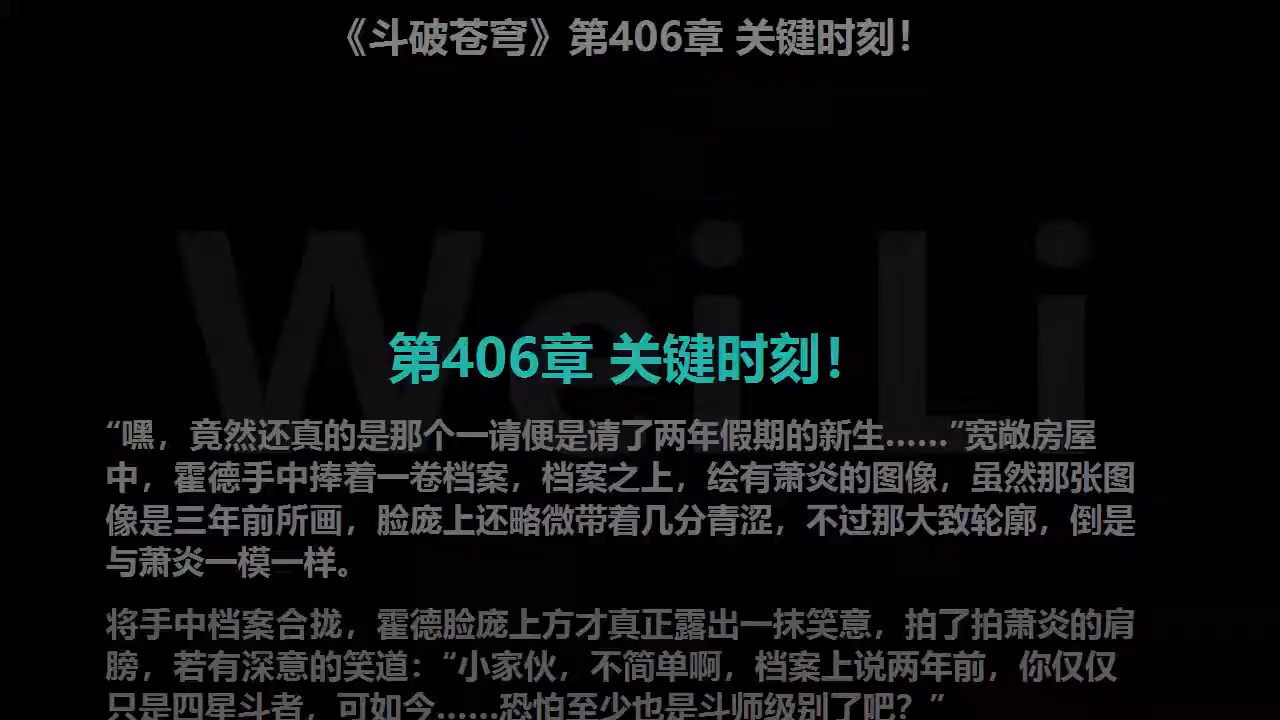 《斗破苍穹》第406章 关键时刻！
Wei Li
第406章 关键时刻！
“嘿，竟然还真的是那个一请便是请了两年假期的新生……”宽敞房屋
中，霍德手中捧着一卷档案，档案之上，绘有萧炎的图像，虽然那张图
像是三年前所画，脸庞上还略微带着几分青涩，不过那大致轮廓，倒是
与萧炎一模一样。
将手中档案合拢，霍德脸庞上方才真正露出一抹笑意，拍了拍萧炎的肩
膀，若有深意的笑道：“小家伙，不简单啊，档案上说两年前，你仅仅
只是四星斗者，可如今……恐怕至少也是斗师级别了吧？”